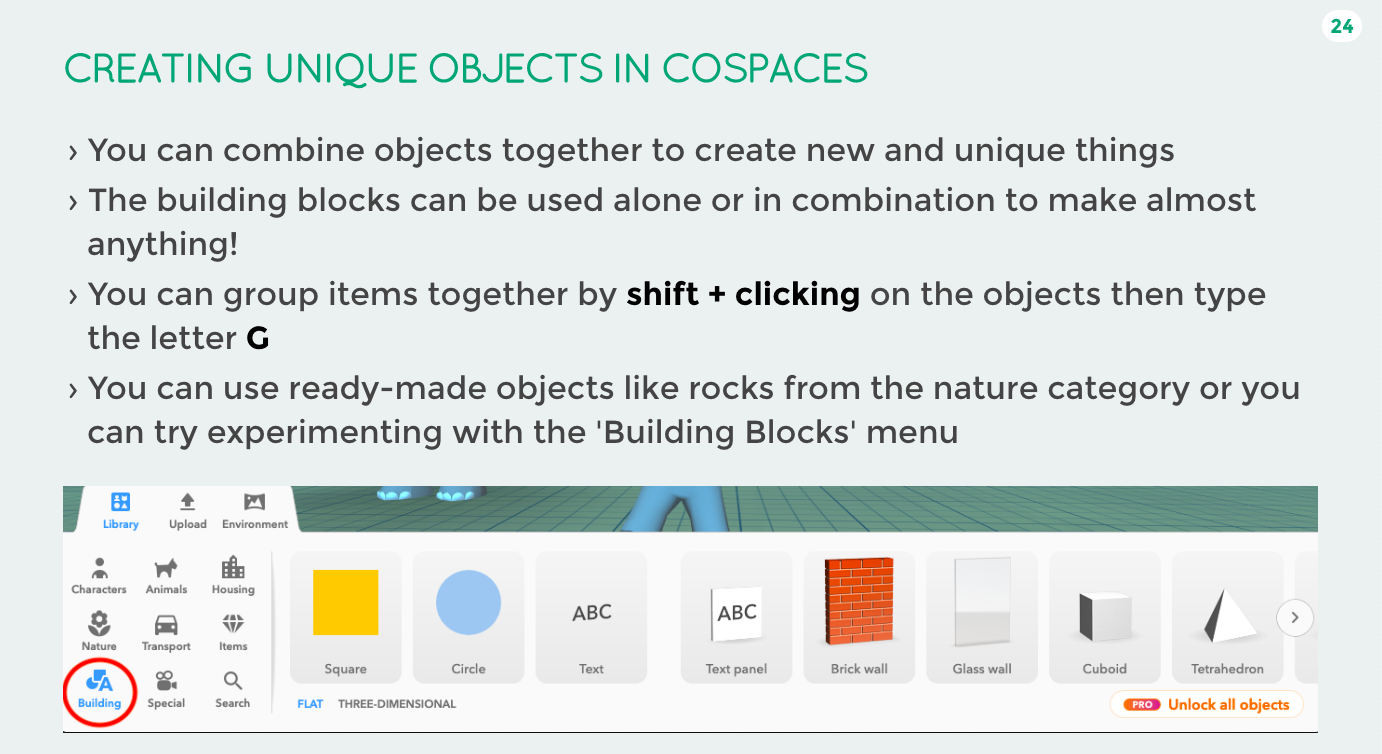 24
CREATING UNIQUE OBJECTS IN COSPACES
› You can combine objects together to create new and unique things
› The building blocks can be used alone or in combination to make almost
anything!
› You can group items together by shift + clicking on the objects then type
the letter G
› You can use ready-made objects like rocks from the nature category or you
can try experimenting with the 'Building Blocks' menu
Library Upload Environment
Characters Animals Housing
Nature Transport Items
Building Special Search
ABC ABC
Square Circle Text Text panel Brick wall Glass wall Cuboid Tetrahedron
FLAT THREE-DIMENSIONAL
PRO Unlock all objects